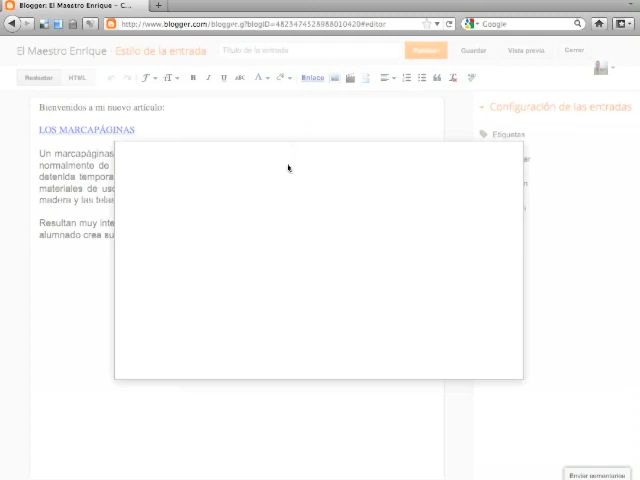 Blogger: El Maestro Enrique – C...
http://www.blogger.com/blogger.g?blogID=4823474528988010420#editor
Google
El Maestro Enrique · Estilo de la entrada
Título de la entrada
Publicar
Guardar
Vista previa
Cerrar
Redactar
HTML
B I U ABC A
Enlace
Bienvenidos a mi nuevo artículo:
Configuración de las entradas
LOS MARCAPÁGINAS
Etiquetas
Un marcapáginas
normalmente de
detenida tempora
materiales de uso
madera y las telas
Resultan muy inte
alumnado crea su
Enviar comentarios